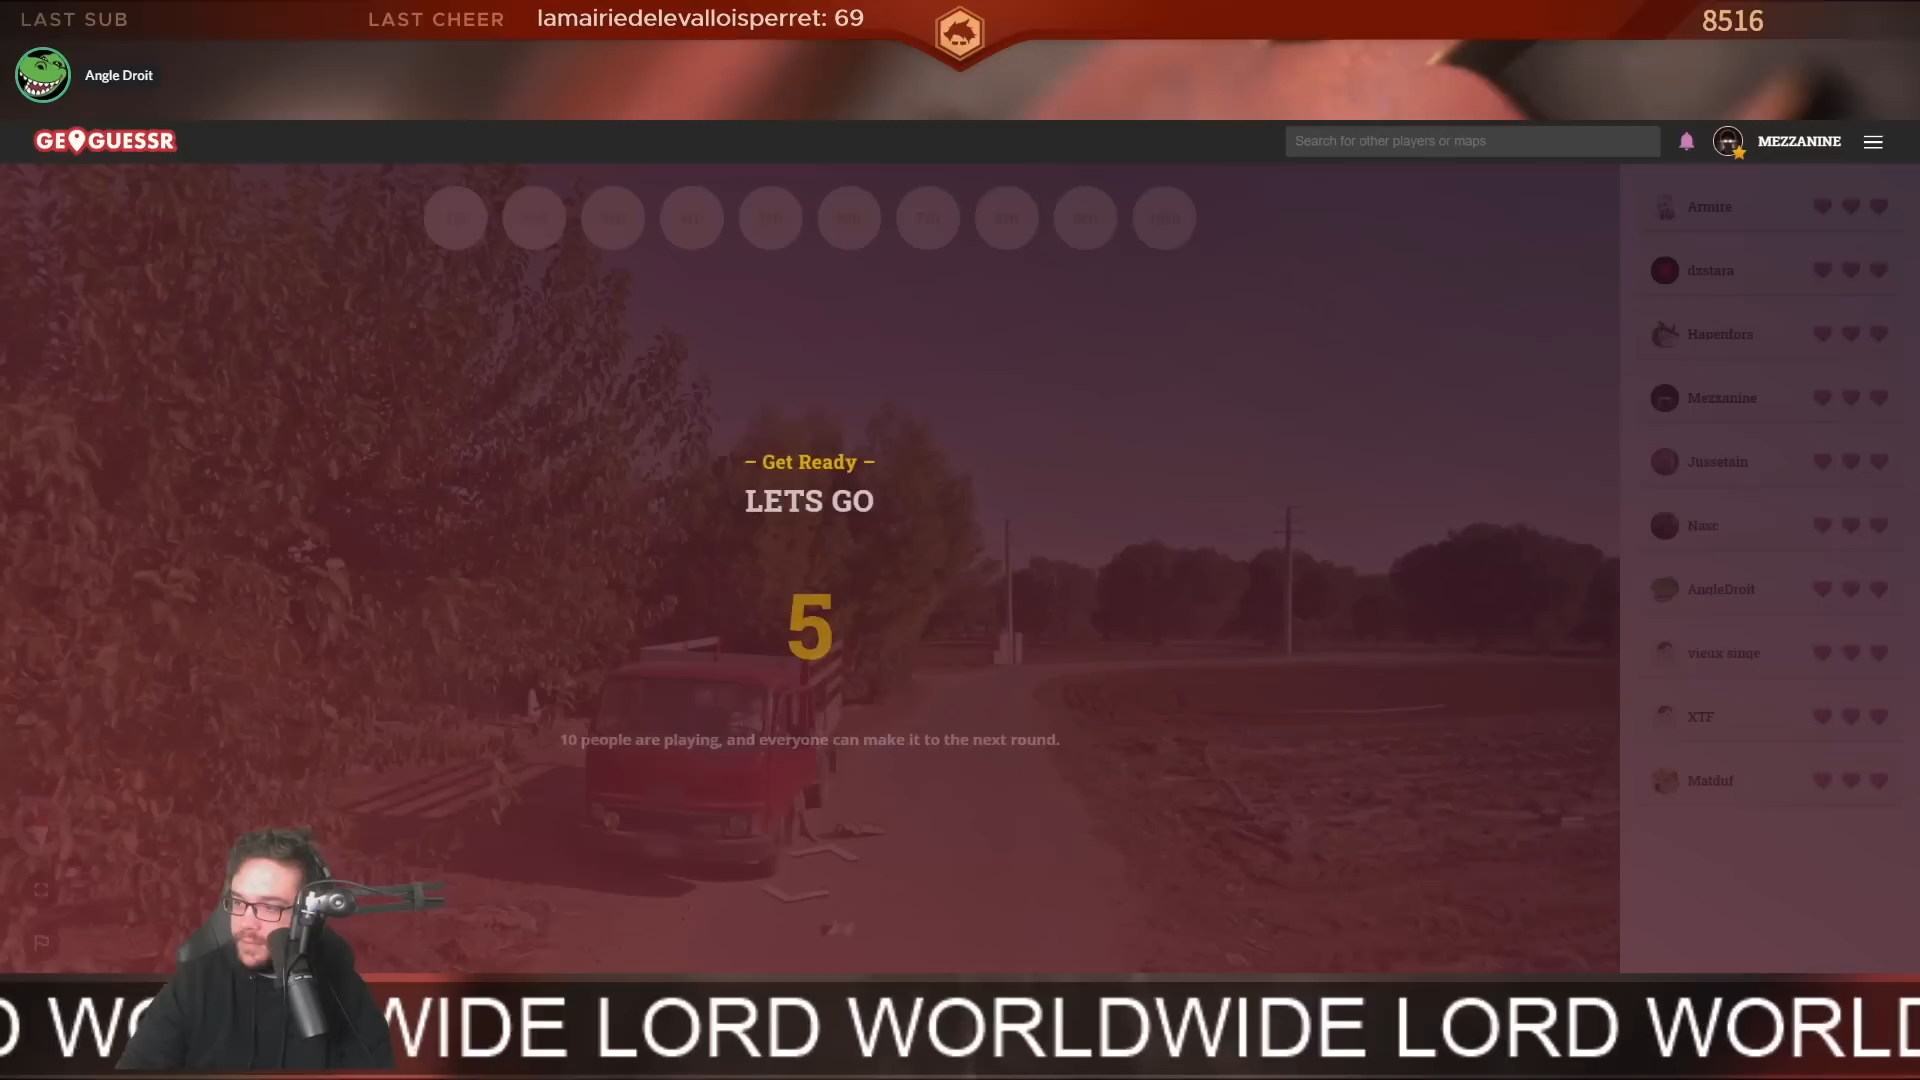 LAST SUB
LAST CHEER
lamairiedelevalloisperret: 69
8516
Angle Droit
GEOGUESSR
Search for other players or maps
MEZZANINE
Armire
dzstara
Hapenfors
Mezzanine
Jussetain
Nasc
AngleDroit
vieux singe
XTF
Matduf
– Get Ready –
LETS GO
5
10 people are playing, and everyone can make it to the next round.
WIDE LORD WORLDWIDE LORD WORLD